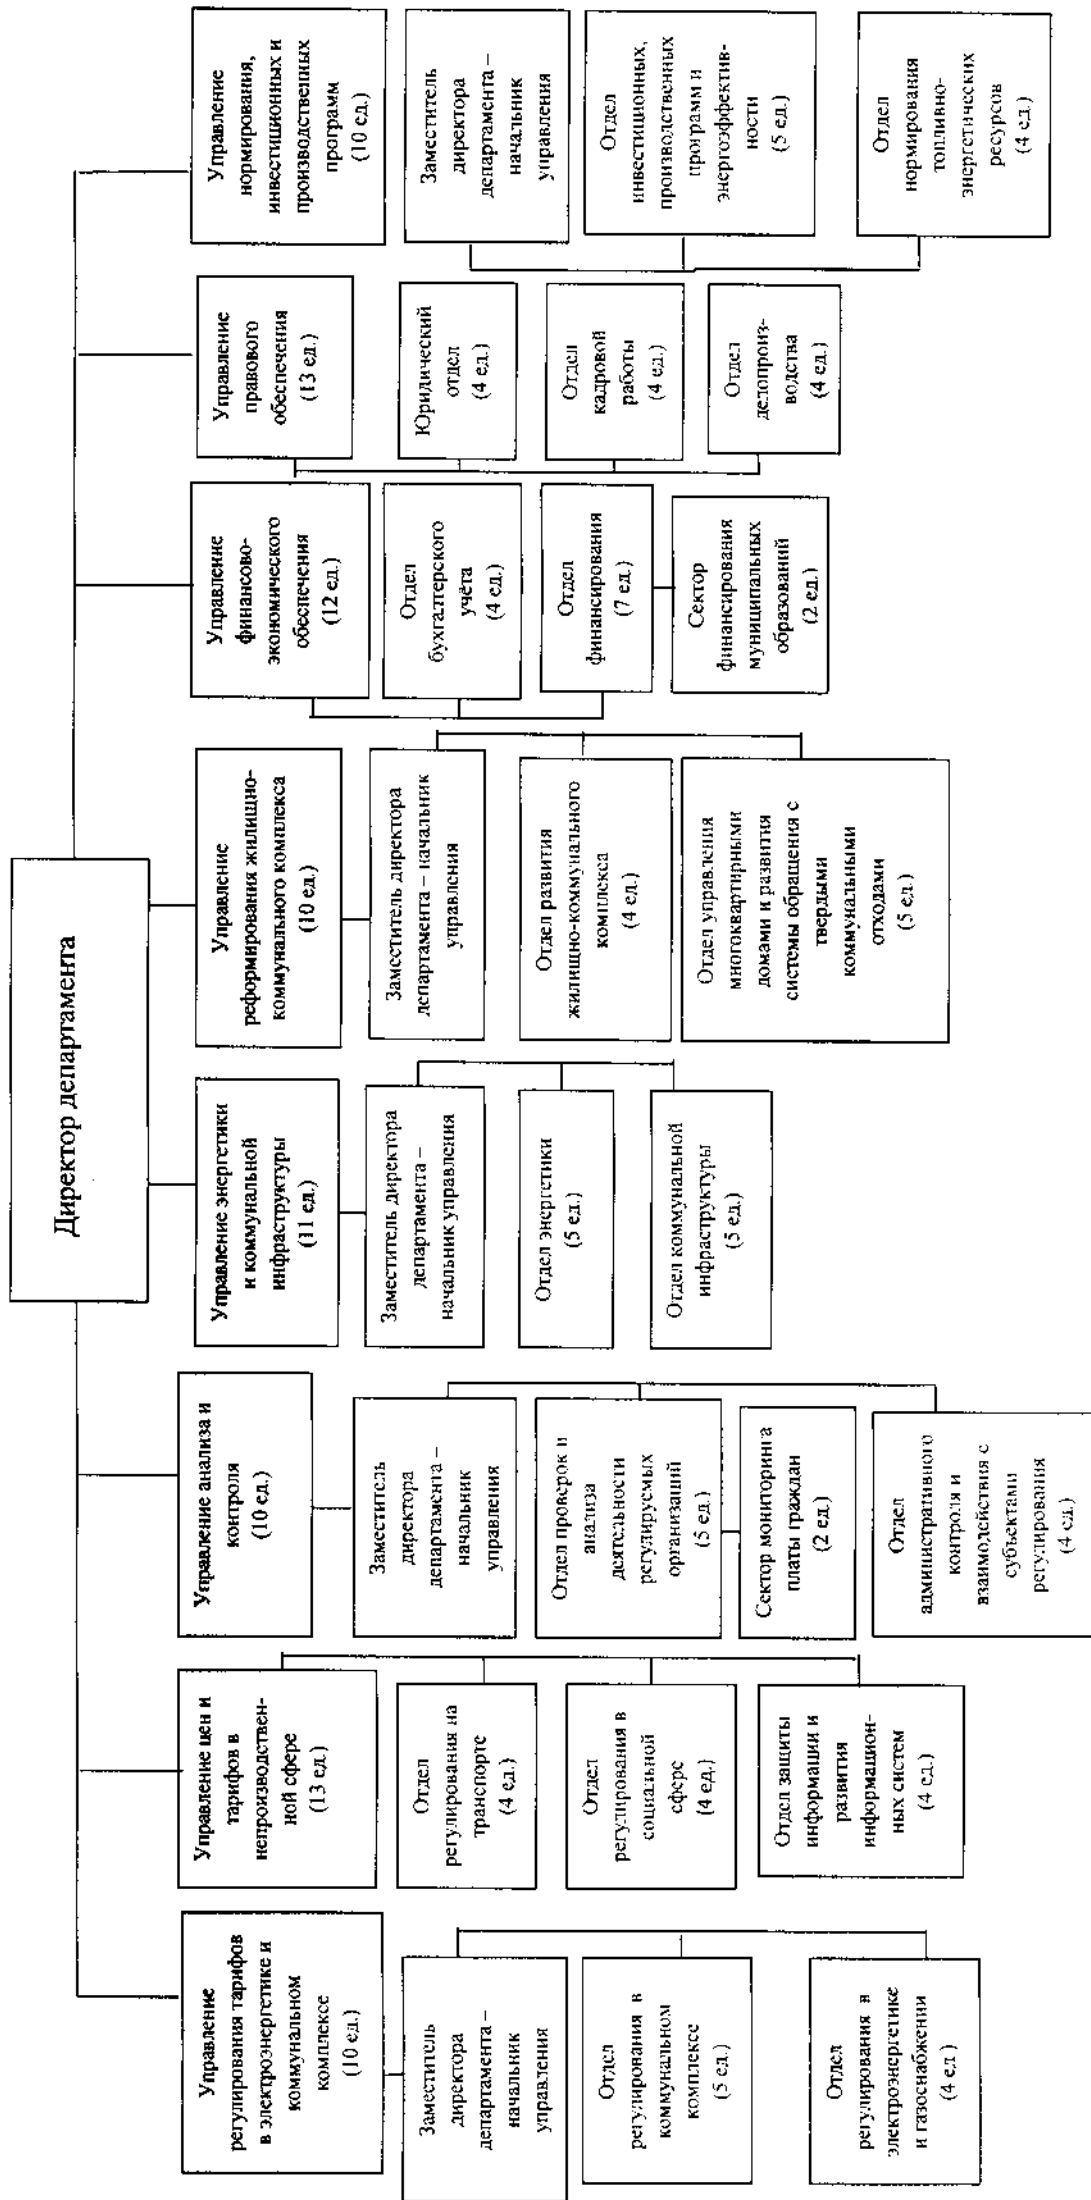 Директор департамента
Управление
регулирования тарифов
в электроэнергетике и
коммунальном
комплексе
(10 ед.)
Заместитель
директора
департамента –
начальник
управления
Отдел
регулирования в
коммунальном
комплексе
(5 ед.)
Отдел
регулирования в
электроэнергетике
и газоснабжении
(4 ед.)
Управление цен и
тарифов в
непроизводствен-
ной сфере
(13 ед.)
Отдел
регулирования на
транспорте
(4 ед.)
Отдел
регулирования в
социальной
сфере
(4 ед.)
Отдел защиты
информации и
развития
информацион-
ных систем
(4 ед.)
Управление анализа и
контроля
(10 ед.)
Заместитель
директора
департамента –
начальник
управления
Отдел проверок и
анализа
деятельности
регулируемых
организаций
(5 ед.)
Сектор мониторинга
платы граждан
(2 ед.)
Отдел
административного
контроля и
взаимодействия с
субъектами
регулирования
(4 ед.)
Управление энергетики
и коммунальной
инфраструктуры
(11 ед.)
Заместитель директора
департамента –
начальник управления
Отдел энергетики
(5 ед.)
Отдел коммунальной
инфраструктуры
(5 ед.)
Управление
реформирования жилищно-
коммунального комплекса
(10 ед.)
Заместитель директора
департамента – начальник
управления
Отдел развития
жилищно-коммунального
комплекса
(4 ед.)
Отдел управления
многоквартирными
домами и развития
системы обращения с
твердыми
коммунальными
отходами
(5 ед.)
Управление
финансово-
экономического
обеспечения
(12 ед.)
Отдел
бухгалтерского
учёта
(4 ед.)
Отдел
финансирования
(7 ед.)
Сектор
финансирования
муниципальных
образований
(2 ед.)
Управление
правового
обеспечения
(13 ед.)
Юридический
отдел
(4 ед.)
Отдел
кадровой
работы
(4 ед.)
Отдел
делопроиз-
водства
(4 ед.)
Управление
нормирования,
инвестиционных и
производственных
программ
(10 ед.)
Заместитель
директора
департамента –
начальник
управления
Отдел
инвестиционных,
производственных
программ и
энергоэффектив-
ности
(5 ед.)
Отдел
нормирования
топливно-
энергетических
ресурсов
(4 ед.)